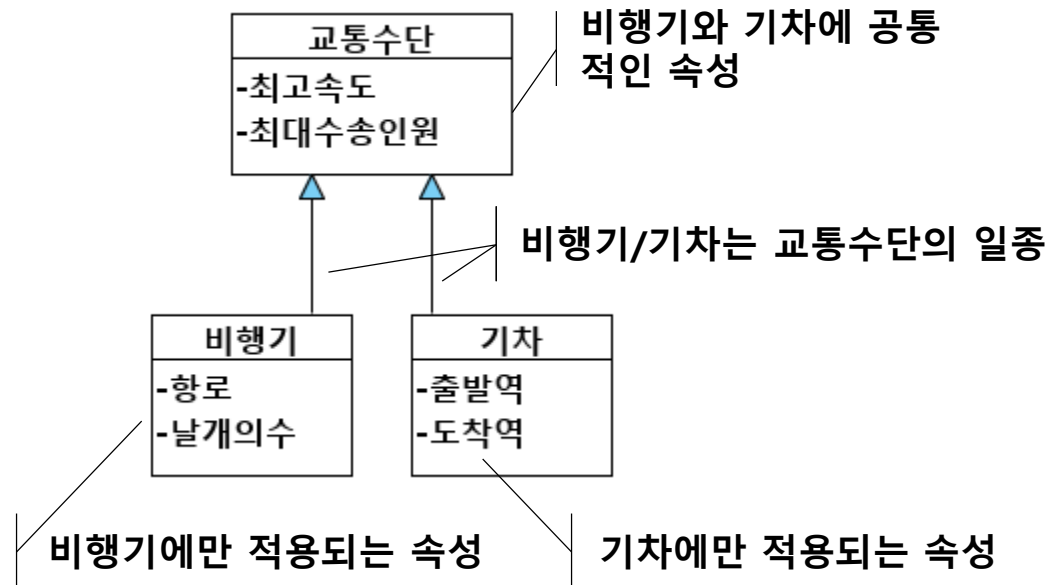 교통수단
-최고속도
-최대수송인원
비행기와 기차에 공통
적인 속성
비행기/기차는 교통수단의 일종
비행기
-항로
-날개의수
기차
-출발역
-도착역
비행기에만 적용되는 속성
기차에만 적용되는 속성